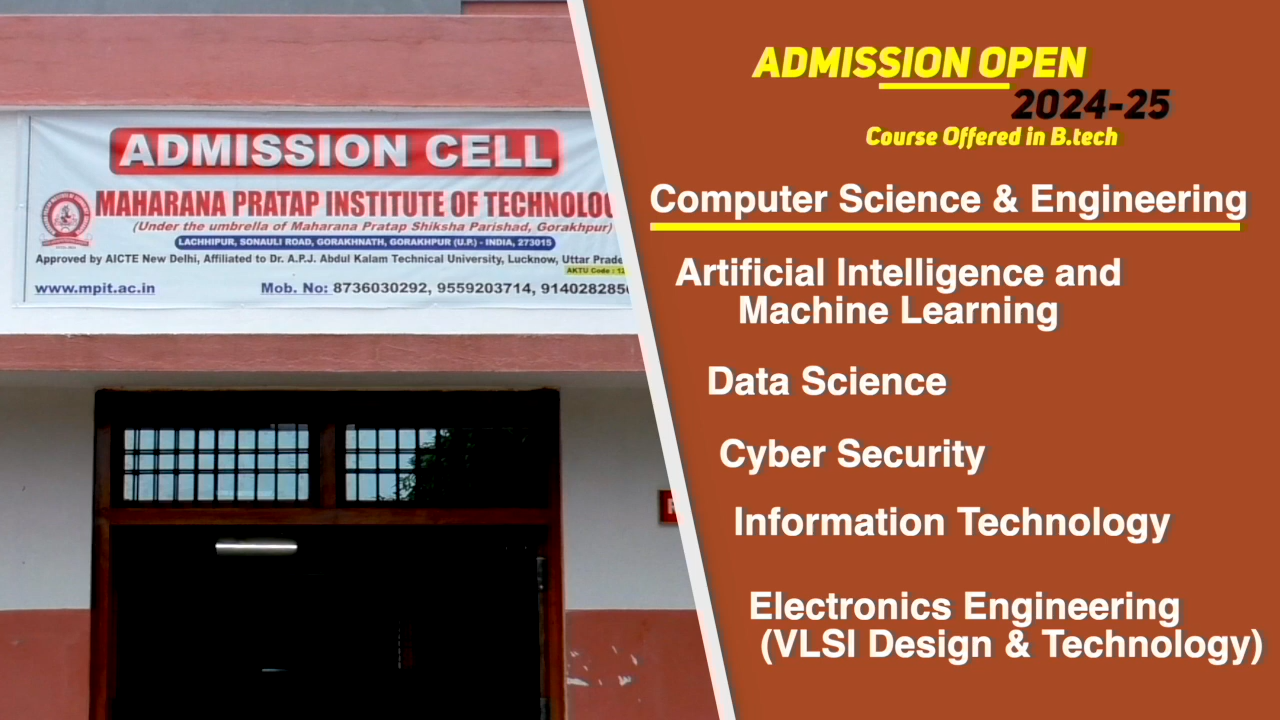 ADMISSION CELL
MAHARANA PRATAP INSTITUTE OF
(Under the umbrella of Maharana Pratap Shiksha Parishad, Gorakhpur)
LACHHIPUR, SONAULI ROAD, GORAKHNATH, GORAKHPUR (U.P.) - INDIA, 273015
Approved by AICTE New Delhi, Affiliated to Dr. A.P.J. Abdul Kalam Technical University, Lucknow, Uttar
AKTU Code :
www.mpit.ac.in Mob. No: 8736030292, 9559203714,
ADMISSION OPEN
2024-25
Course Offered in B.tech
Computer Science & Engineering
Artificial Intelligence and
Machine Learning
Data Science
Cyber Security
Information Technology
Electronics Engineering
(VLSI Design & Technology)